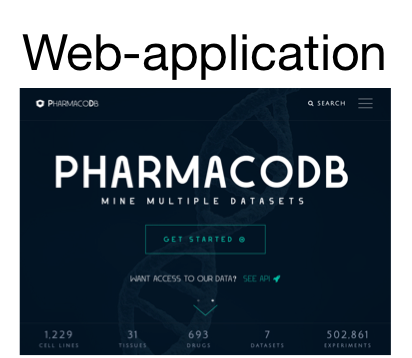 Web-application
PHARMACODB
SEARCH
PHARMACODB
MINE MULTIPLE DATASETS
GET STARTED
WANT ACCESS TO OUR DATA? SEE API
1,229 31 693 7 502,861
CELL LINES TISSUES DRUGS DATASETS EXPERIMENTS